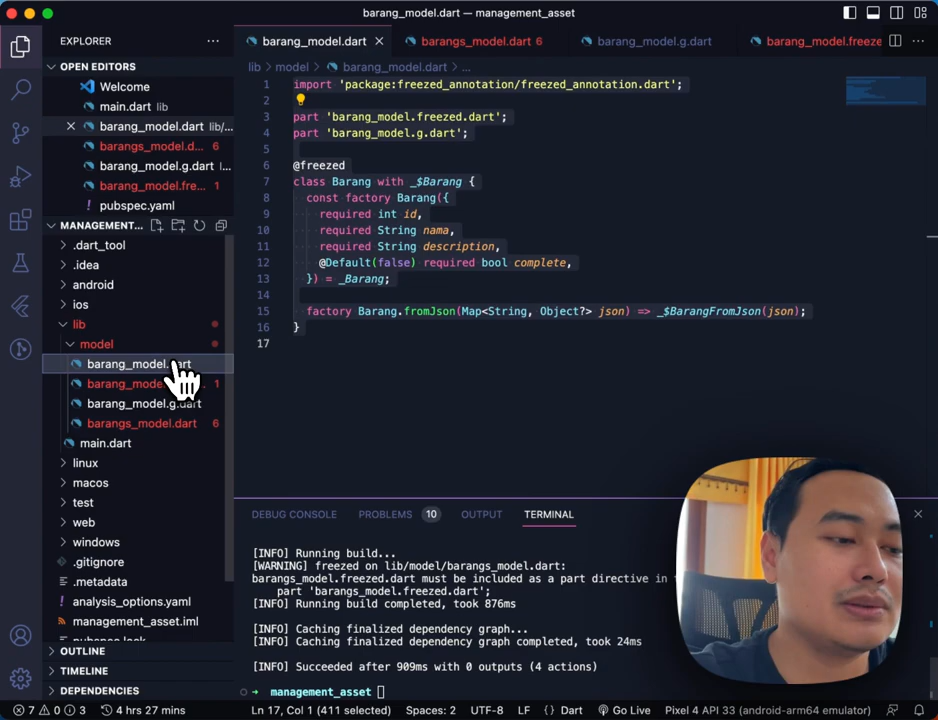 barang_model.dart — management_asset
EXPLORER
OPEN EDITORS
Welcome
main.dart lib
barang_model.dart lib/...
barangs_model.d... 6
barang_model.g.dart l...
barang_model.fre... 1
pubspec.yaml
MANAGEMENT...
.dart_tool
.idea
android
ios
lib
model
barang_model.dart
barang_mode 1
barang_model.g.dart
barangs_model.dart 6
main.dart
linux
macos
test
web
windows
.gitignore
.metadata
analysis_options.yaml
management_asset.iml
OUTLINE
TIMELINE
DEPENDENCIES
barang_model.dart
barangs_model.dart 6
barang_model.g.dart
barang_model.freeze
lib > model > barang_model.dart > ...
1 import 'package:freezed_annotation/freezed_annotation.dart';
2
3 part 'barang_model.freezed.dart';
4 part 'barang_model.g.dart';
5
6 @freezed
7 class Barang with _$Barang {
8 const factory Barang({
9 required int id,
10 required String nama,
11 required String description,
12 @Default(false) required bool complete,
13 }) = _Barang;
14
15 factory Barang.fromJson(Map<String, Object?> json) => _$BarangFromJson(json);
16 }
17
DEBUG CONSOLE PROBLEMS 10 OUTPUT TERMINAL
[INFO] Running build...
[WARNING] freezed on lib/model/barangs_model.dart:
barangs_model.freezed.dart must be included as a part directive in
part 'barangs_model.freezed.dart';
[INFO] Running build completed, took 876ms
[INFO] Caching finalized dependency graph...
[INFO] Caching finalized dependency graph completed, took 24ms
[INFO] Succeeded after 909ms with 0 outputs (4 actions)
➜ management_asset
7 0 3 4 hrs 27 mins Ln 17, Col 1 (411 selected) Spaces: 2 UTF-8 LF {} Dart Go Live Pixel 4 API 33 (android-arm64 emulator)